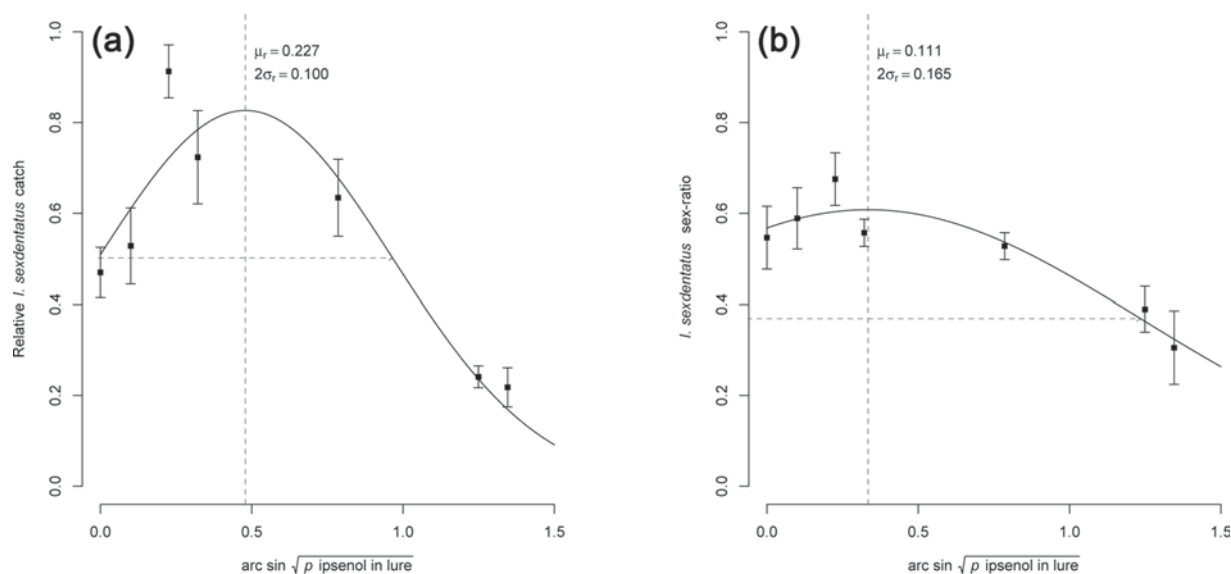 (a)
μr = 0.227
2σr = 0.100
Relative I. sexdentatus catch
1.0
0.8
0.6
0.4
0.2
0.0
0.0 0.5 1.0 1.5
arc sin √p ipsenol in lure
(b)
μr = 0.111
2σr = 0.165
I. sexdentatus sex-ratio
1.0
0.8
0.6
0.4
0.2
0.0
0.0 0.5 1.0 1.5
arc sin √p ipsenol in lure